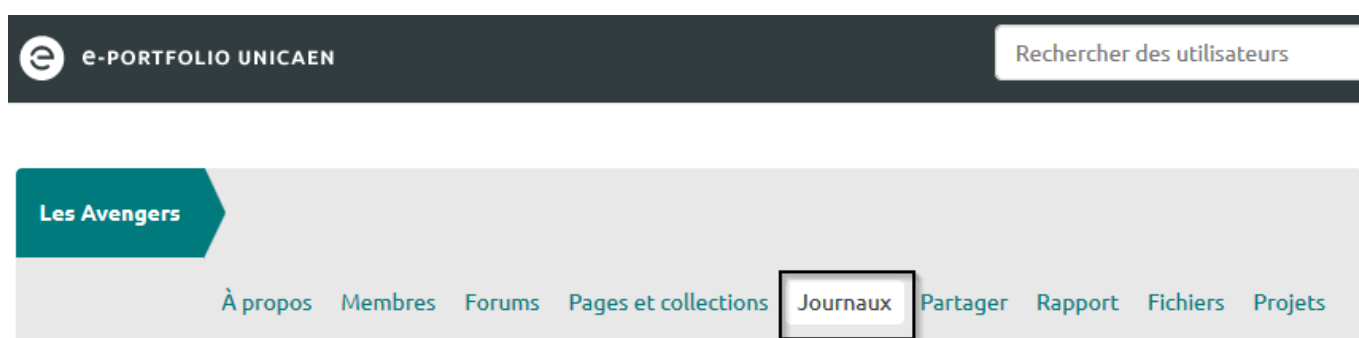 e-PORTFOLIO UNICAEN
Rechercher des utilisateurs
Les Avengers
À propos Membres Forums Pages et collections Journaux Partager Rapport Fichiers Projets